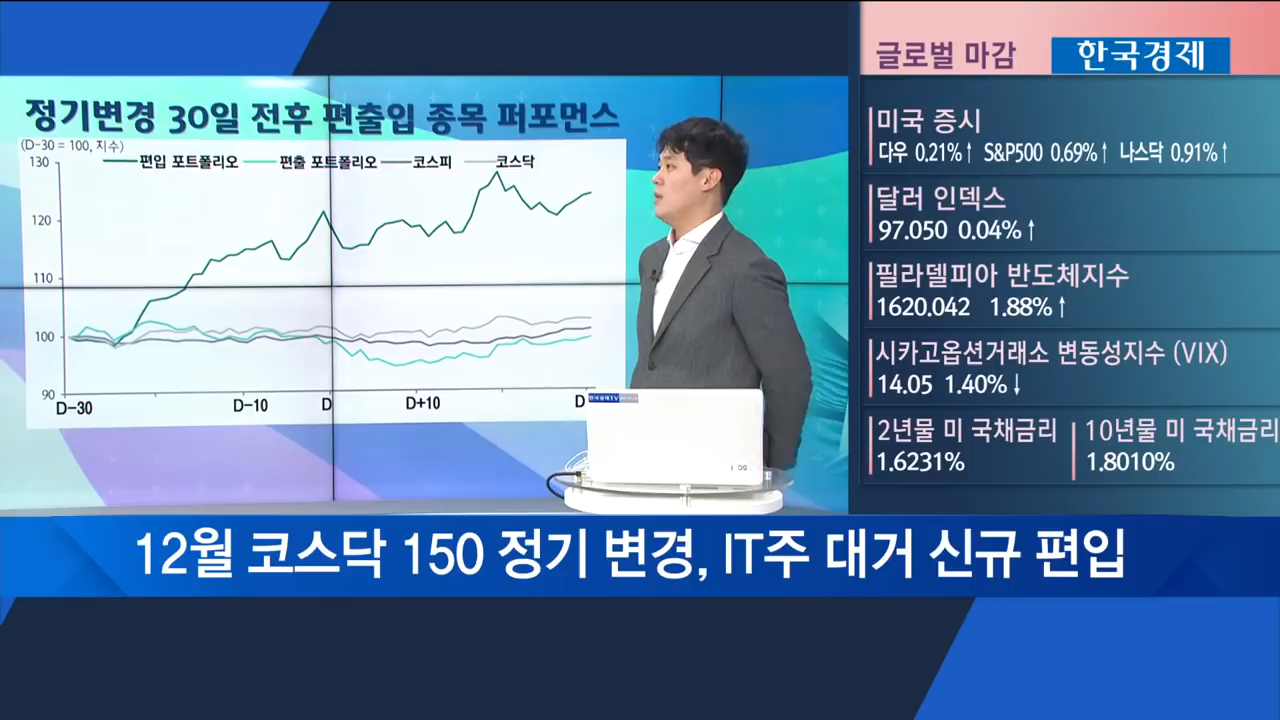 글로벌 마감
한국경제
정기변경 30일 전후 편출입 종목 퍼포먼스
(D-30 = 100, 지수)
편입 포트폴리오 편출 포트폴리오 코스피 코스닥
130
120
110
100
90
D-30 D-10 D D+10 D
한국경제TV
미국 증시
다우 0.21%↑ S&P500 0.69%↑ 나스닥 0.91%↑
달러 인덱스
97.050 0.04%↑
필라델피아 반도체지수
1620.042 1.88%↑
시카고옵션거래소 변동성지수 (VIX)
14.05 1.40%↓
2년물 미 국채금리
1.6231%
10년물 미 국채금리
1.8010%
12월 코스닥 150 정기 변경, IT주 대거 신규 편입